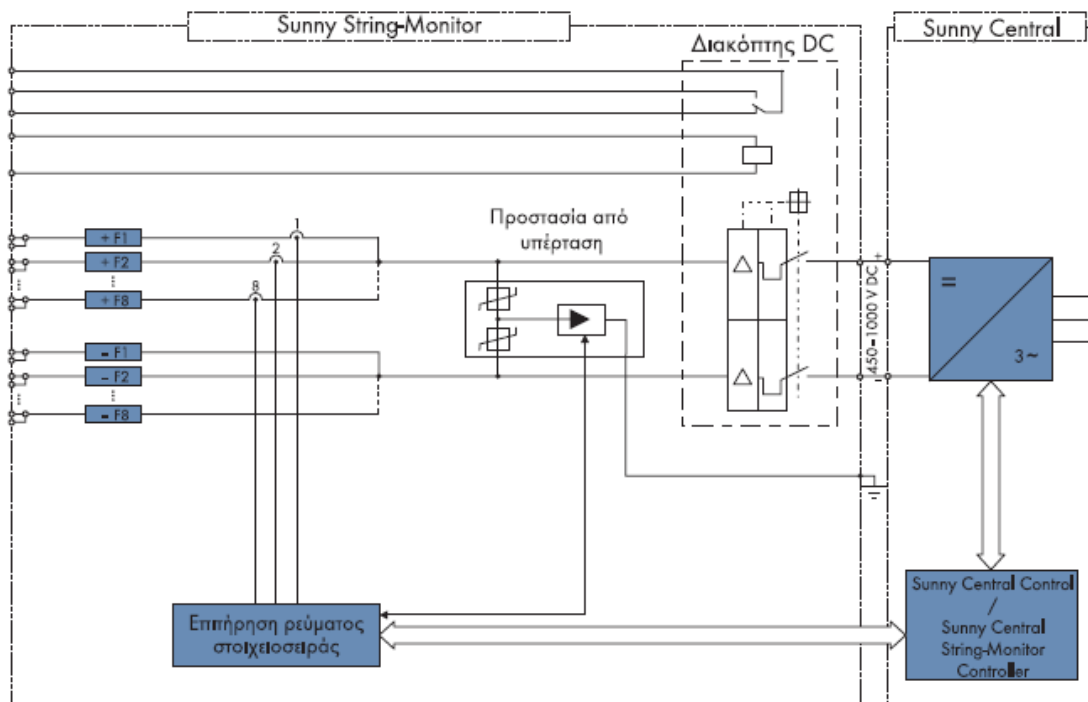 Sunny String-Monitor
Sunny Central
Διακόπτης DC
1
2
8
+ F1
+ F2
+ F8
− F1
− F2
− F8
Προστασία από
υπέρταση
450–1000 V DC
+
−
=
3~
Επιτήρηση ρεύματος
στοιχειοσειράς
Sunny Central Control
/
Sunny Central
String-Monitor
Controller